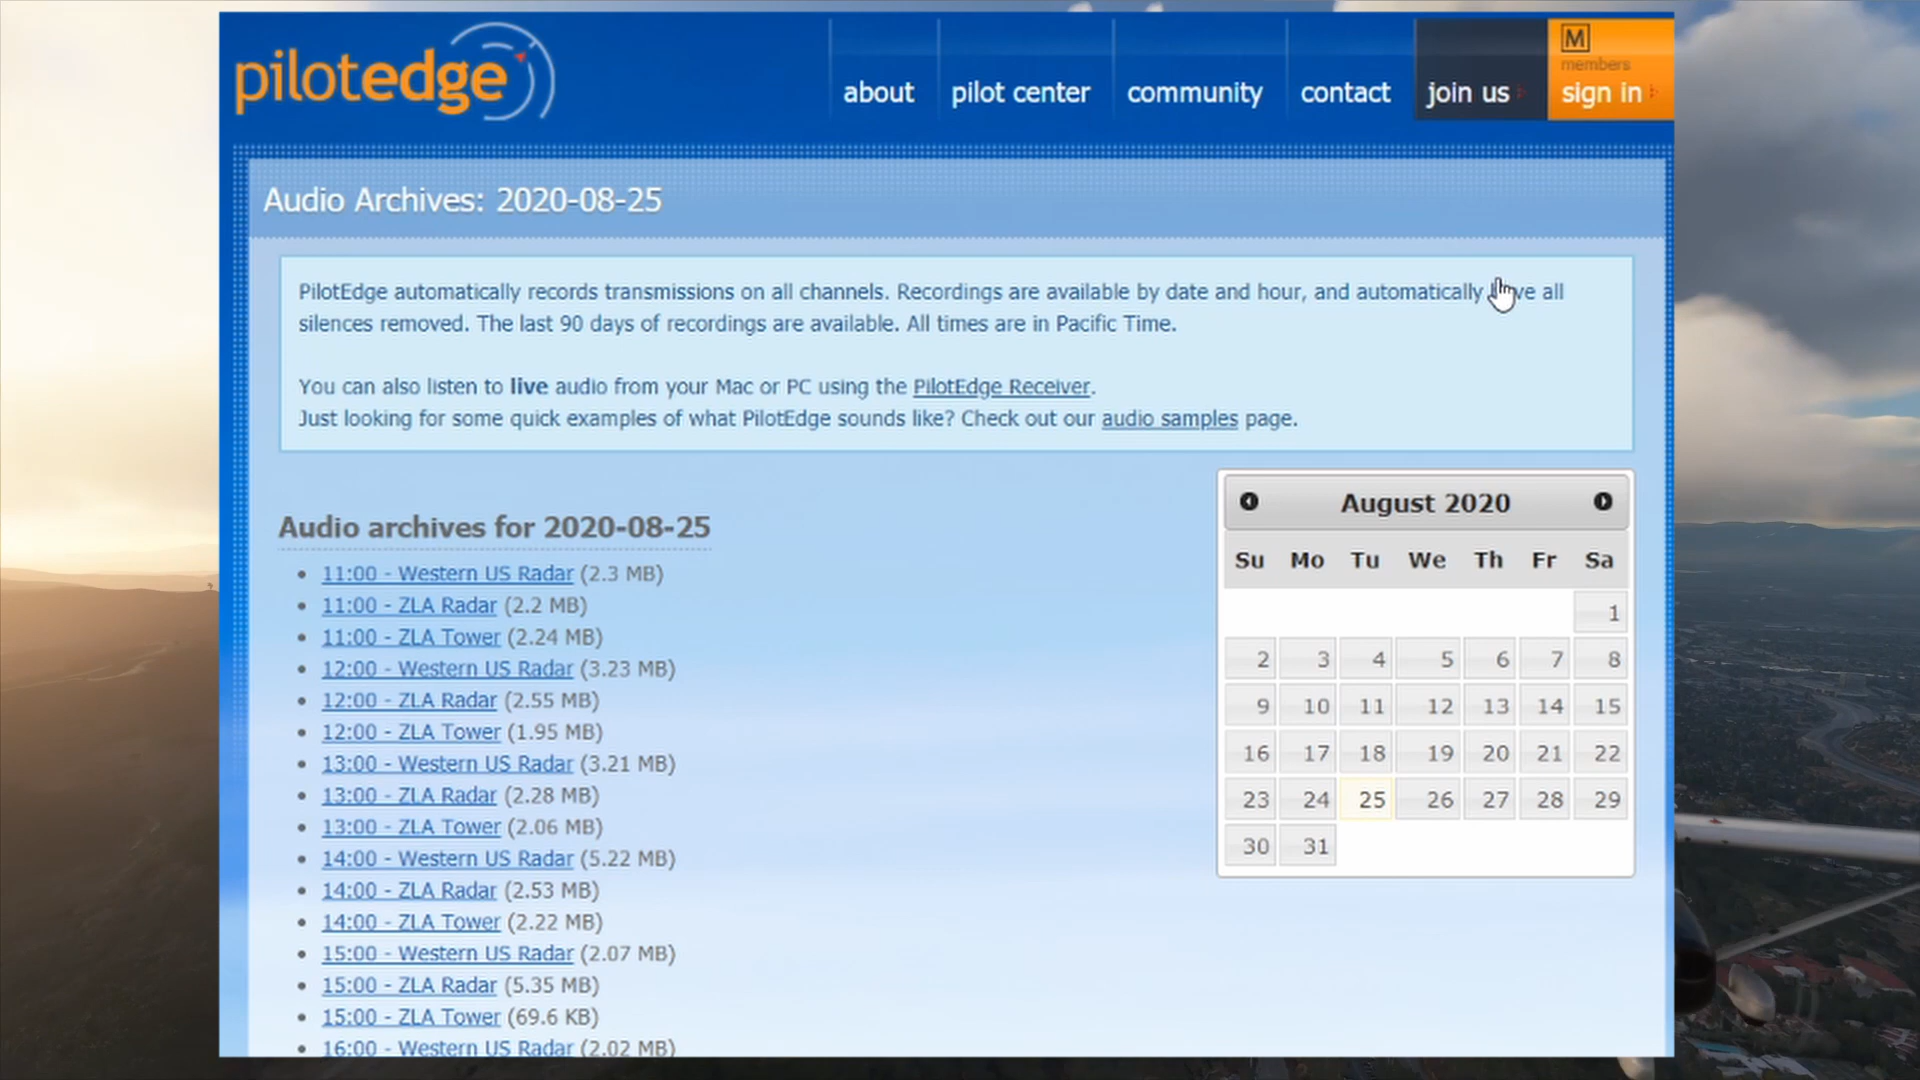 pilotedge
about
pilot center
community
contact
join us
M
members
sign in
Audio Archives: 2020-08-25
PilotEdge automatically records transmissions on all channels. Recordings are available by date and hour, and automatically all
silences removed. The last 90 days of recordings are available. All times are in Pacific Time.
You can also listen to live audio from your Mac or PC using the PilotEdge Receiver.
Just looking for some quick examples of what PilotEdge sounds like? Check out our audio samples page.
Audio archives for 2020-08-25
11:00 - Western US Radar (2.3 MB)
11:00 - ZLA Radar (2.2 MB)
11:00 - ZLA Tower (2.24 MB)
12:00 - Western US Radar (3.23 MB)
12:00 - ZLA Radar (2.55 MB)
12:00 - ZLA Tower (1.95 MB)
13:00 - Western US Radar (3.21 MB)
13:00 - ZLA Radar (2.28 MB)
13:00 - ZLA Tower (2.06 MB)
14:00 - Western US Radar (5.22 MB)
14:00 - ZLA Radar (2.53 MB)
14:00 - ZLA Tower (2.22 MB)
15:00 - Western US Radar (2.07 MB)
15:00 - ZLA Radar (5.35 MB)
15:00 - ZLA Tower (69.6 KB)
16:00 - Western US Radar (2.02 MB)
August 2020
Su Mo Tu We Th Fr Sa
1
2 3 4 5 6 7 8
9 10 11 12 13 14 15
16 17 18 19 20 21 22
23 24 25 26 27 28 29
30 31